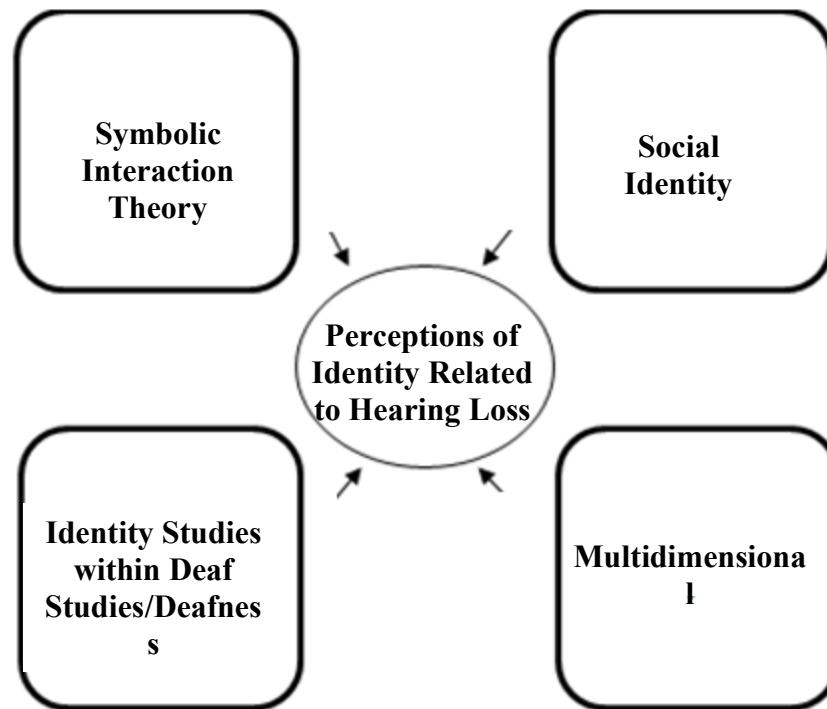 Symbolic
Interaction
Theory
Social
Identity
Perceptions of
Identity Related
to Hearing Loss
Identity Studies
within Deaf
Studies/Deafnes
s
Multidimensiona
l